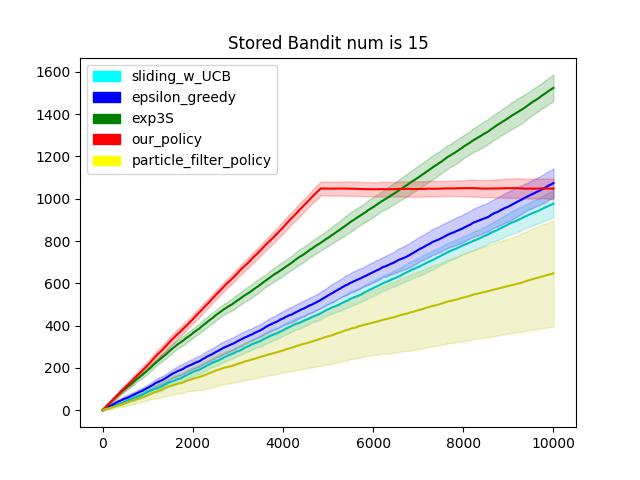 Stored Bandit num is 15
sliding_w_UCB
epsilon_greedy
exp3S
our_policy
particle_filter_policy
1600
1400
1200
1000
800
600
400
200
0
0 2000 4000 6000 8000 10000